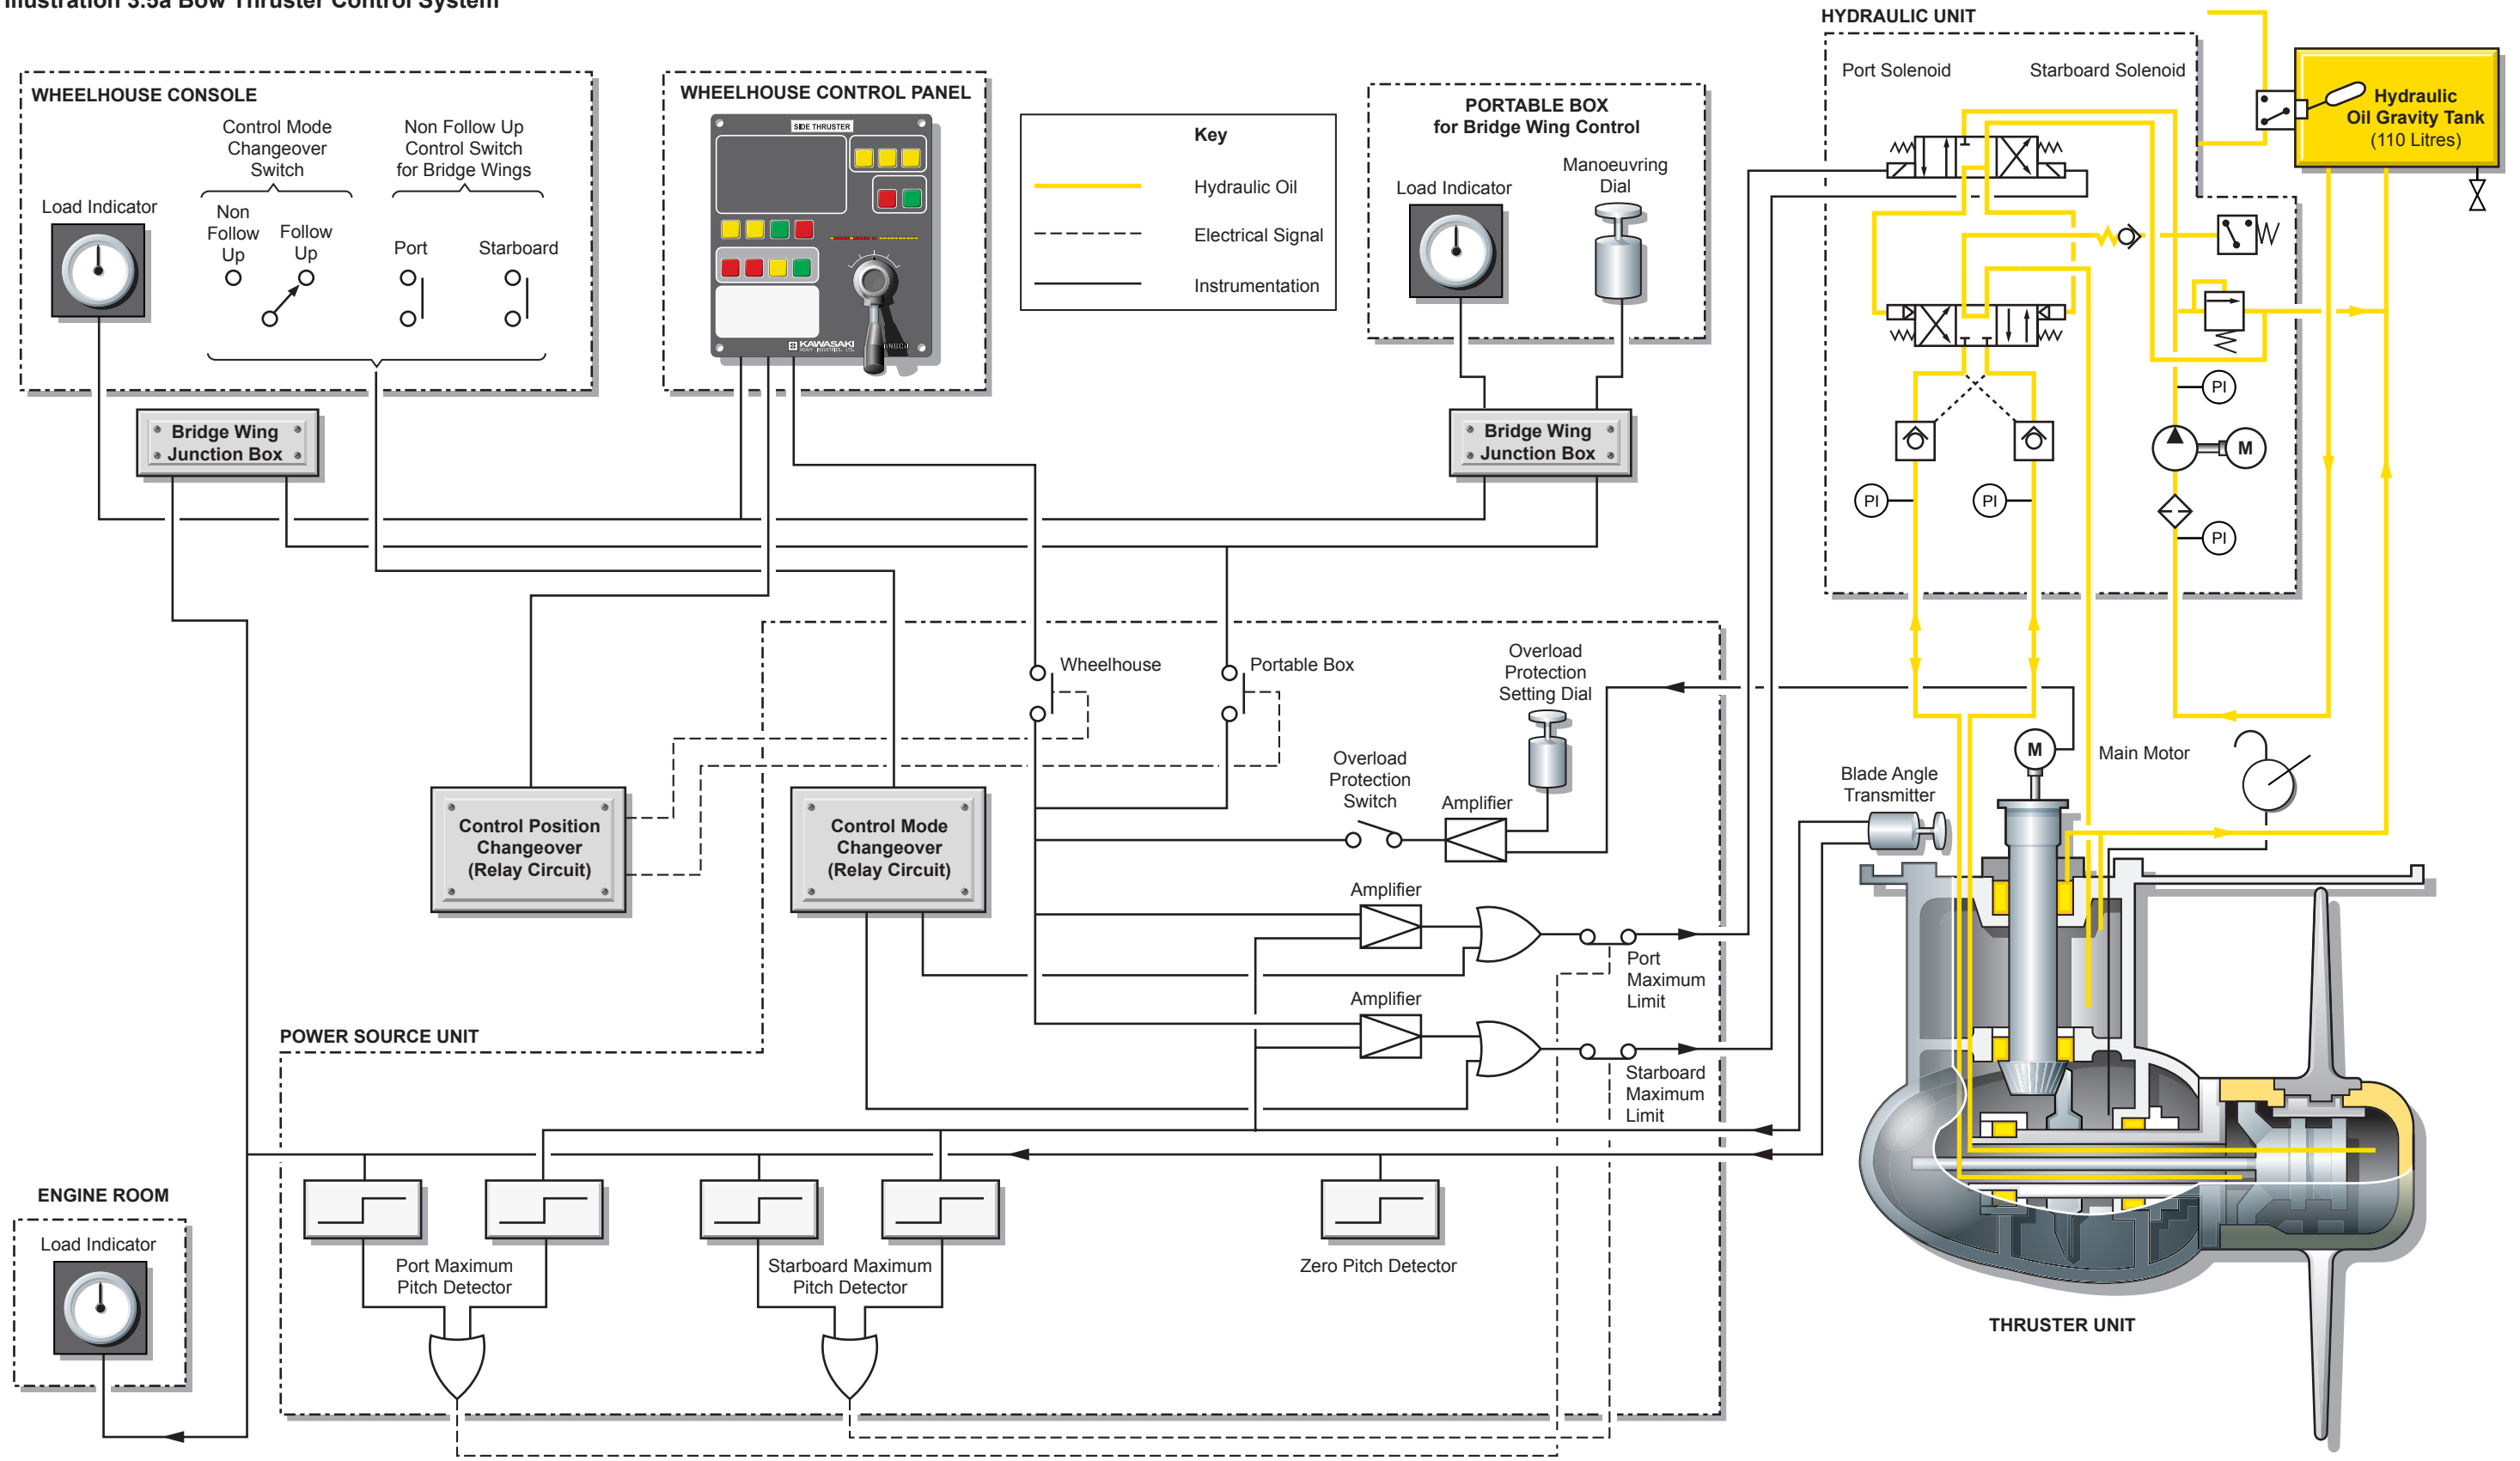 Illustration 3.5a Bow Thruster Control System
HYDRAULIC UNIT
Port Solenoid
Starboard Solenoid
Hydraulic
Oil Gravity Tank
(110 Litres)
WHEELHOUSE CONSOLE
Control Mode
Changeover
Switch
Non Follow Up
Control Switch
for Bridge Wings
Load Indicator
Non
Follow
Up
Follow
Up
Port
Starboard
WHEELHOUSE CONTROL PANEL
SIDE THRUSTER
KAWASAKI
HEAVY INDUSTRIES, LTD.
Key
Hydraulic Oil
Electrical Signal
Instrumentation
PORTABLE BOX
for Bridge Wing Control
Load Indicator
Manoeuvring
Dial
Bridge Wing
Junction Box
Bridge Wing
Junction Box
PI
M
PI
PI
PI
Wheelhouse
Portable Box
Overload
Protection
Setting Dial
Overload
Protection
Switch
Amplifier
M
Main Motor
Blade Angle
Transmitter
Control Position
Changeover
(Relay Circuit)
Control Mode
Changeover
(Relay Circuit)
Amplifier
Port
Maximum
Limit
Amplifier
Starboard
Maximum
Limit
POWER SOURCE UNIT
ENGINE ROOM
Load Indicator
Port Maximum
Pitch Detector
Starboard Maximum
Pitch Detector
Zero Pitch Detector
THRUSTER UNIT